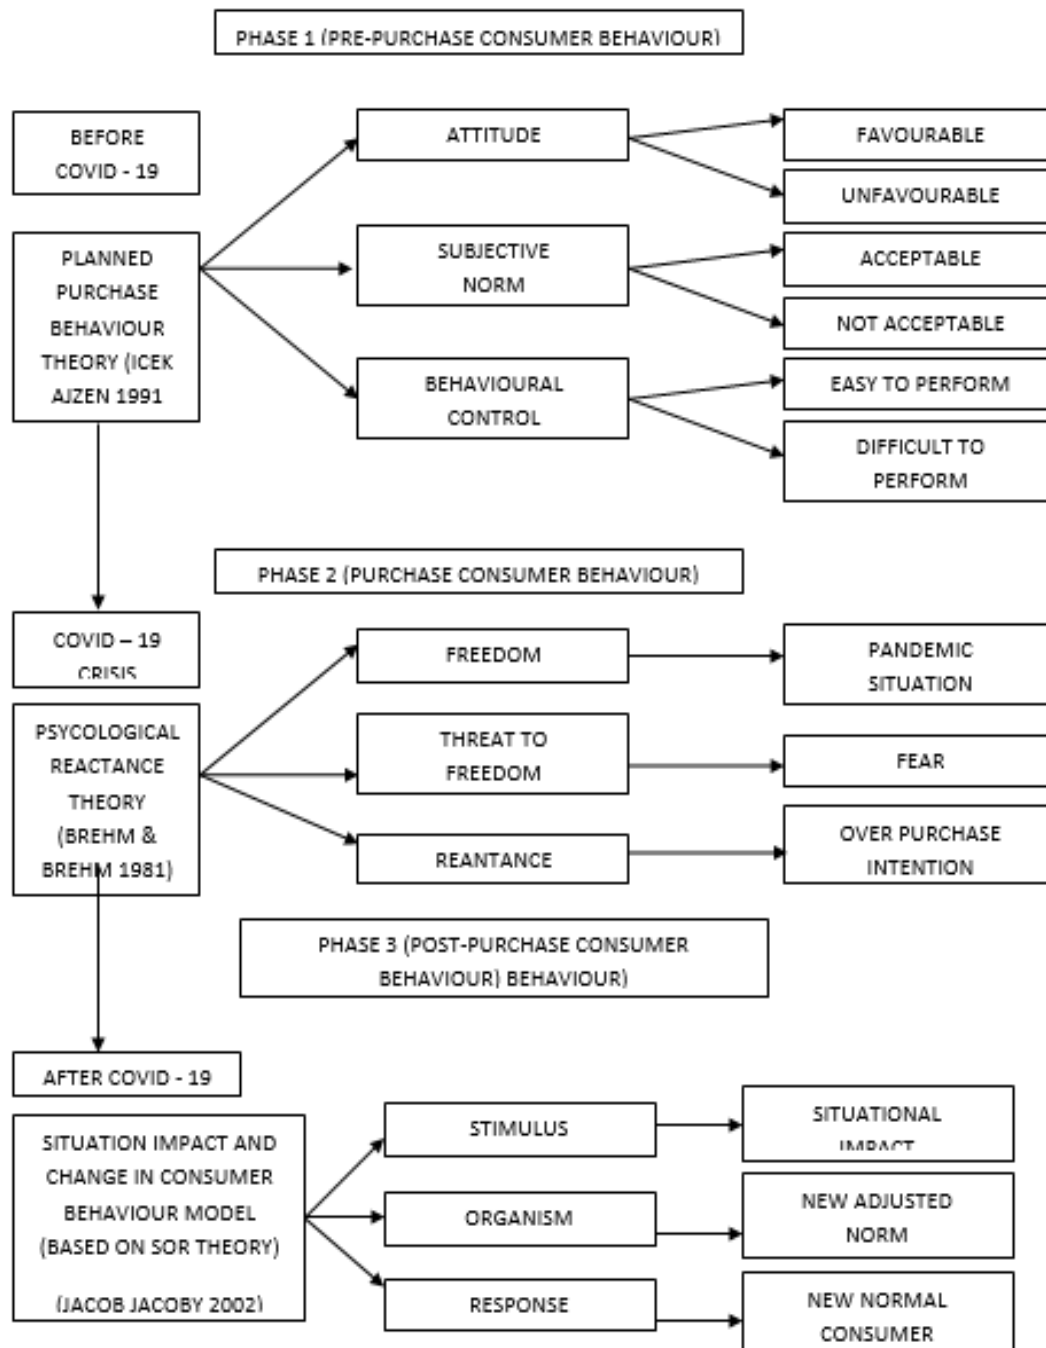 PHASE 1 (PRE-PURCHASE CONSUMER BEHAVIOUR)
BEFORE
COVID - 19
ATTITUDE
FAVOURABLE
UNFAVOURABLE
PLANNED
PURCHASE
BEHAVIOUR
THEORY (ICEK
AJZEN 1991
SUBJECTIVE
NORM
ACCEPTABLE
NOT ACCEPTABLE
BEHAVIOURAL
CONTROL
EASY TO PERFORM
DIFFICULT TO
PERFORM
PHASE 2 (PURCHASE CONSUMER BEHAVIOUR)
COVID – 19
CRISIS
FREEDOM
PANDEMIC
SITUATION
PSYCOLOGICAL
REACTANCE
THEORY
(BREHM &
BREHM 1981)
THREAT TO
FREEDOM
FEAR
REANTANCE
OVER PURCHASE
INTENTION
PHASE 3 (POST-PURCHASE CONSUMER
BEHAVIOUR) BEHAVIOUR)
AFTER COVID - 19
SITUATION IMPACT AND
CHANGE IN CONSUMER
BEHAVIOUR MODEL
(BASED ON SOR THEORY)
(JACOB JACOBY 2002)
STIMULUS
SITUATIONAL
IMPACT
ORGANISM
NEW ADJUSTED
NORM
RESPONSE
NEW NORMAL
CONSUMER